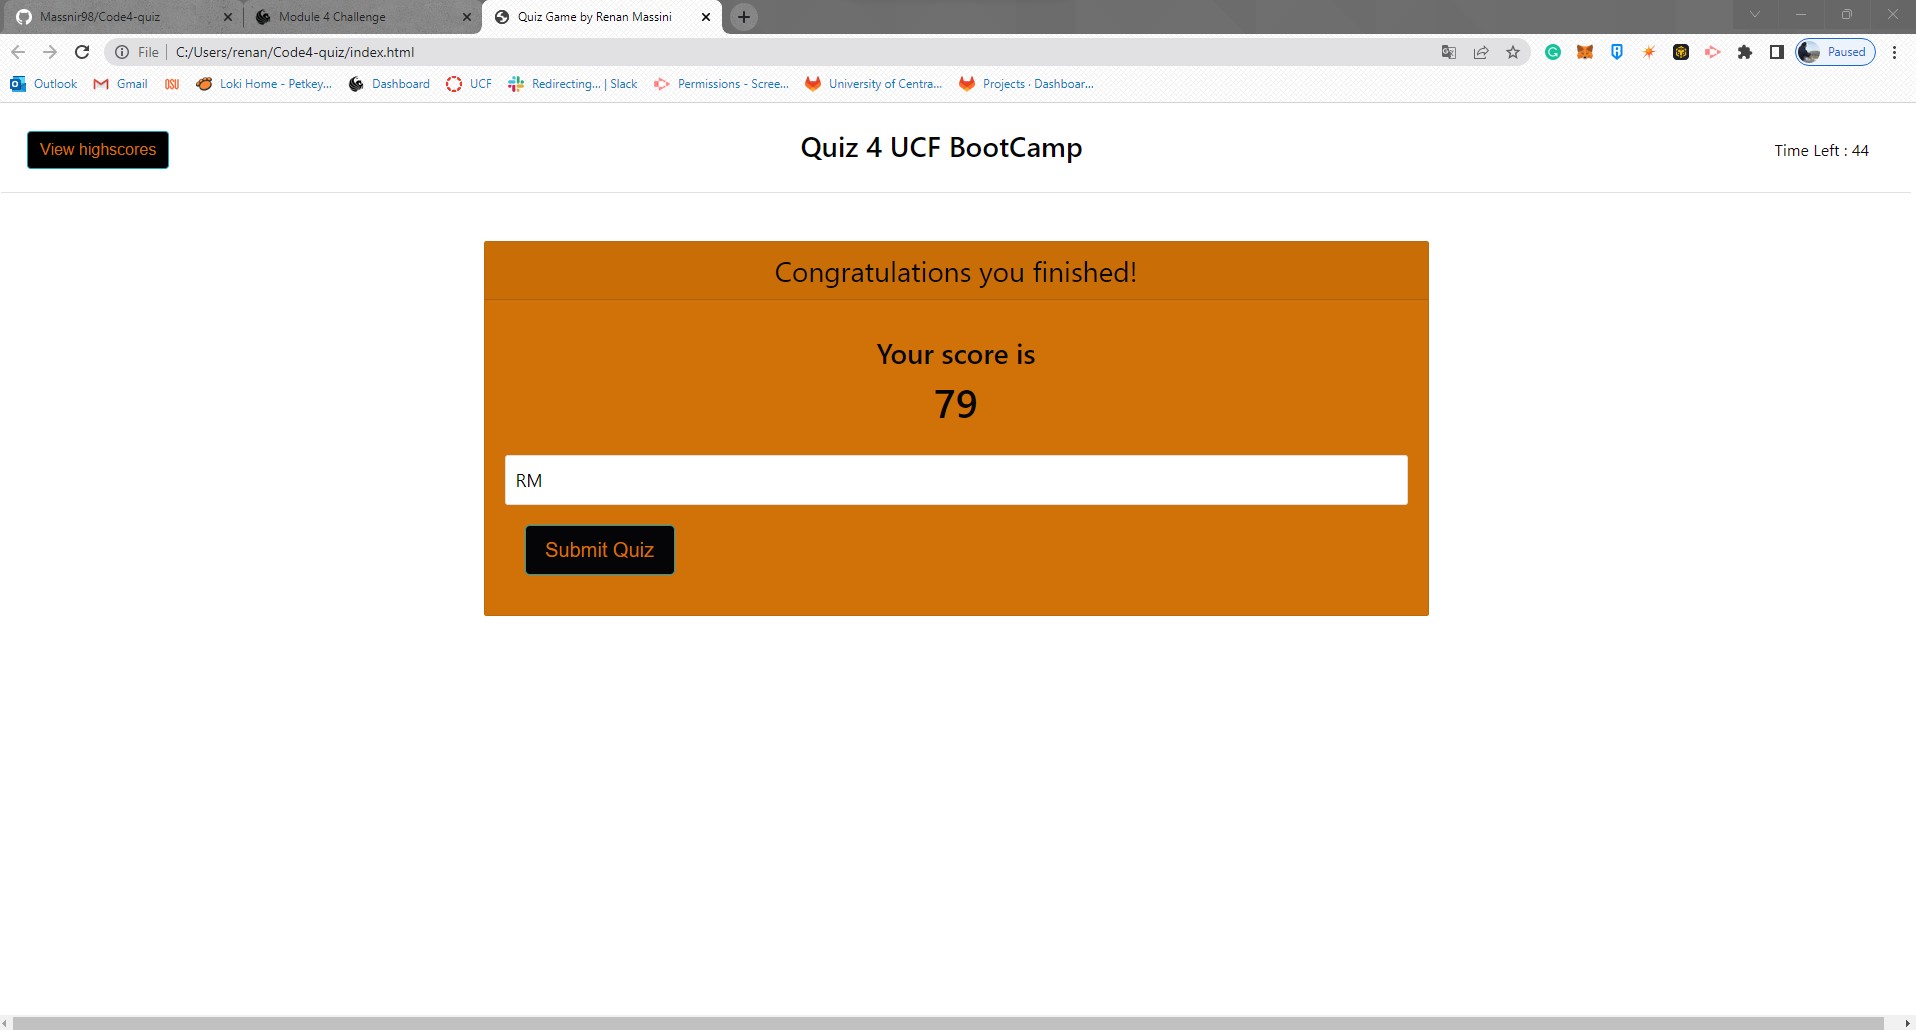 Massnir98/Code4-quiz
Module 4 Challenge
Quiz Game by Renan Massini
File
C:/Users/renan/Code4-quiz/index.html
Paused
Outlook
Gmail
OSU
Loki Home - Petkey...
Dashboard
UCF
Redirecting... | Slack
Permissions - Scree...
University of Centra...
Projects · Dashboar...
View highscores
Quiz 4 UCF BootCamp
Time Left : 44
Congratulations you finished!
Your score is
79
RM
Submit Quiz